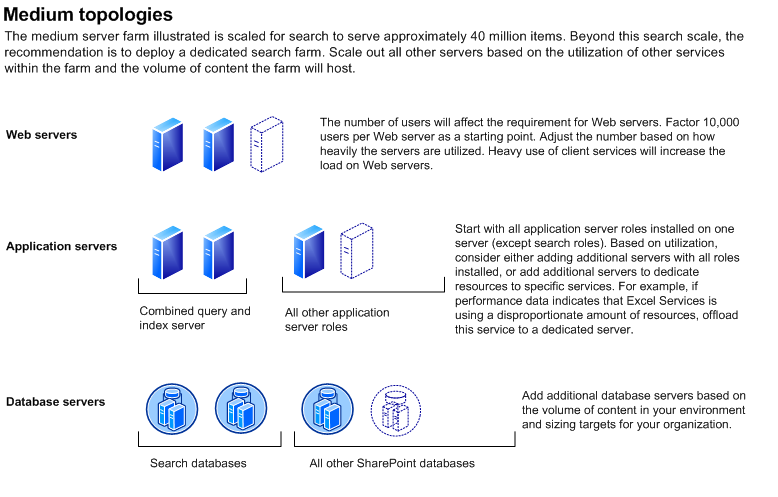 Medium topologies
The medium server farm illustrated is scaled for search to serve approximately 40 million items. Beyond this search scale, the
recommendation is to deploy a dedicated search farm. Scale out all other servers based on the utilization of other services
within the farm and the volume of content the farm will host.
Web servers
The number of users will affect the requirement for Web servers. Factor 10,000
users per Web server as a starting point. Adjust the number based on how
heavily the servers are utilized. Heavy use of client services will increase the
load on Web servers.
Application servers
Combined query and
index server
All other application
server roles
Start with all application server roles installed on one
server (except search roles). Based on utilization,
consider either adding additional servers with all roles
installed, or add additional servers to dedicate
resources to specific services. For example, if
performance data indicates that Excel Services is
using a disproportionate amount of resources, offload
this service to a dedicated server.
Database servers
Search databases
All other SharePoint databases
Add additional database servers based on
the volume of content in your environment
and sizing targets for your organization.